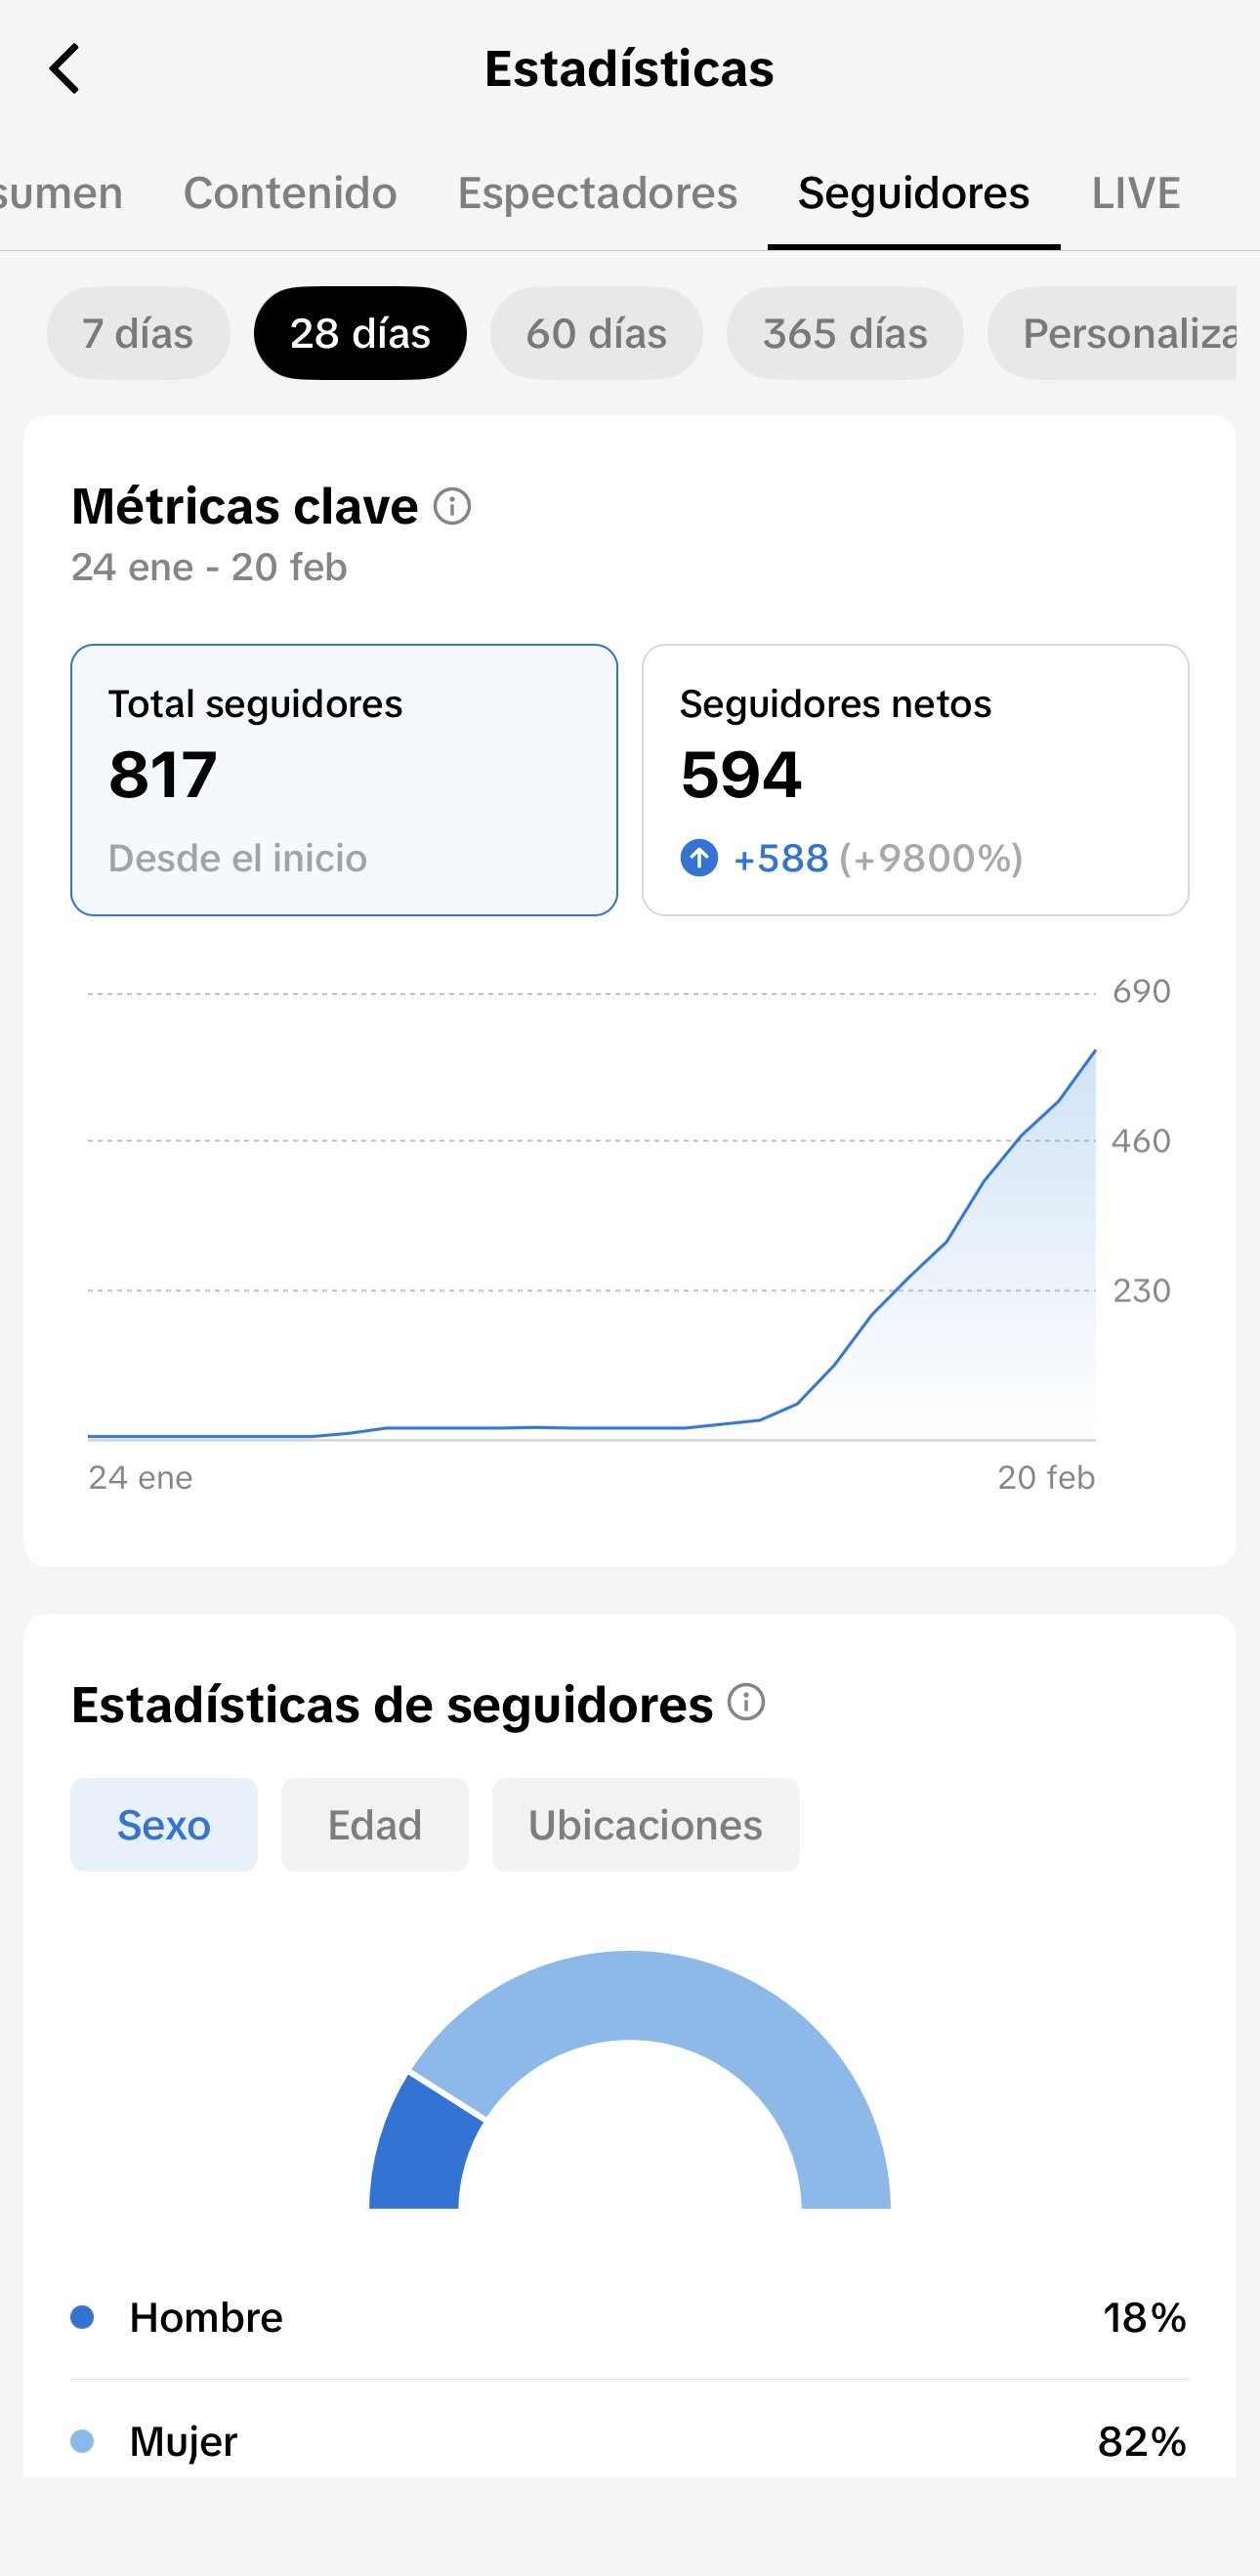 Estadísticas
sumen Contenido Espectadores Seguidores LIVE
7 días 28 días 60 días 365 días Personaliza
Métricas clave
24 ene - 20 feb
Total seguidores Seguidores netos
817 594
Desde el inicio +588 (+9800%)
690
460
230
24 ene 20 feb
Estadísticas de seguidores
Sexo Edad Ubicaciones
Hombre 18%
Mujer 82%